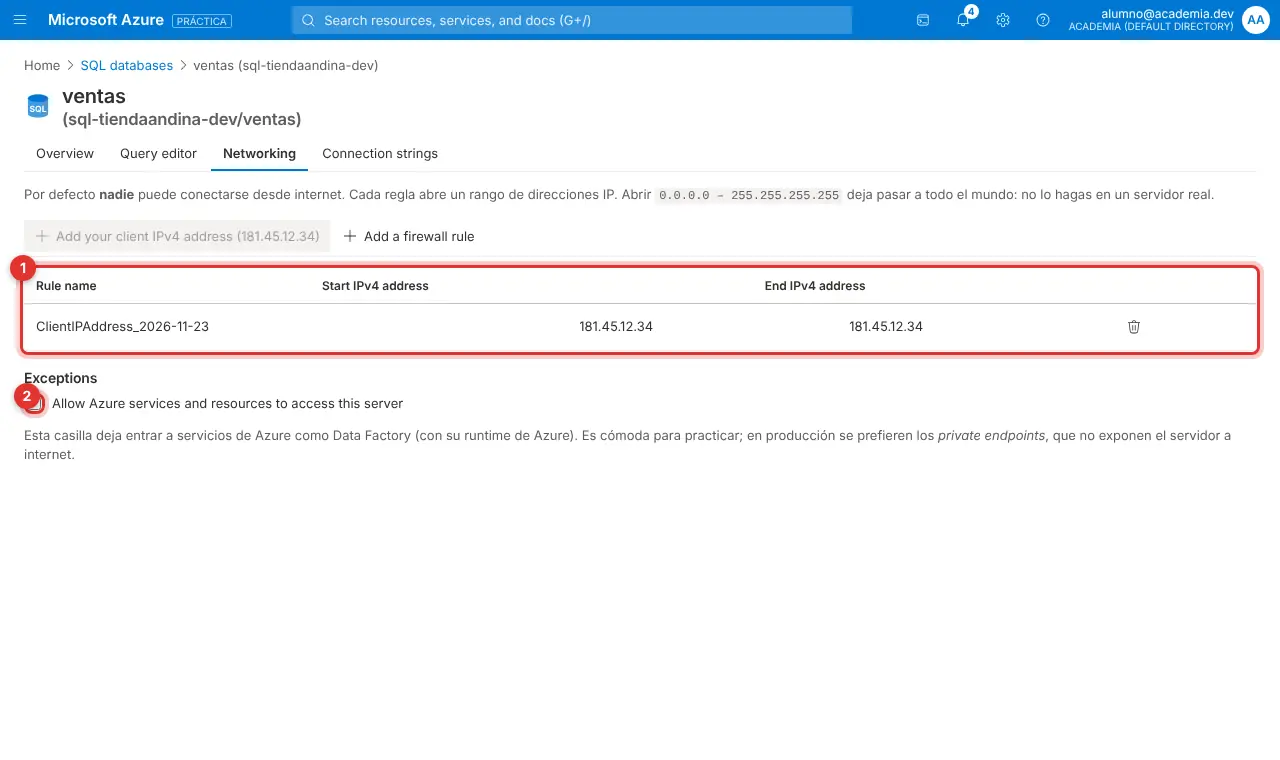 Microsoft Azure PRÁCTICA Search resources, services, and docs (G+/) 4 alumno@academia.dev
ACADEMIA (DEFAULT DIRECTORY) AA
Home > SQL databases > ventas (sql-tiendaandina-dev)
SQL ventas
(sql-tiendaandina-dev/ventas)
Overview Query editor Networking Connection strings
Por defecto nadie puede conectarse desde internet. Cada regla abre un rango de direcciones IP. Abrir 0.0.0.0 – 255.255.255.255 deja pasar a todo el mundo: no lo hagas en un servidor real.
+ Add your client IPv4 address (181.45.12.34) + Add a firewall rule
1
Rule name Start IPv4 address End IPv4 address
ClientIPAddress_2026-11-23 181.45.12.34 181.45.12.34
Exceptions
2 Allow Azure services and resources to access this server
Esta casilla deja entrar a servicios de Azure como Data Factory (con su runtime de Azure). Es cómoda para practicar; en producción se prefieren los private endpoints, que no exponen el servidor a
internet.